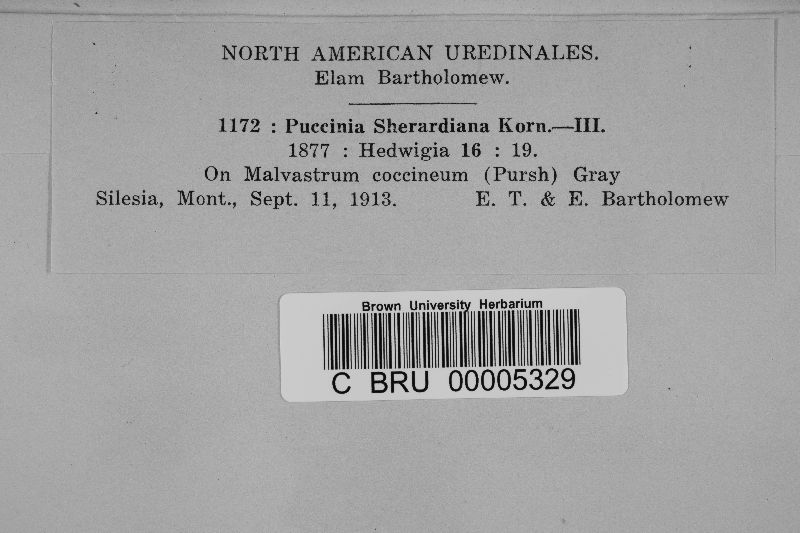 NORTH AMERICAN UREDINALES.
Elam Bartholomew.
1172 : Puccinia Sherardiana Korn.—III.
1877 : Hedwigia 16 : 19.
On Malvastrum coccineum (Pursh) Gray
Silesia, Mont., Sept. 11, 1913. E. T. & E. Bartholomew
Brown University Herbarium
C BRU 00005329